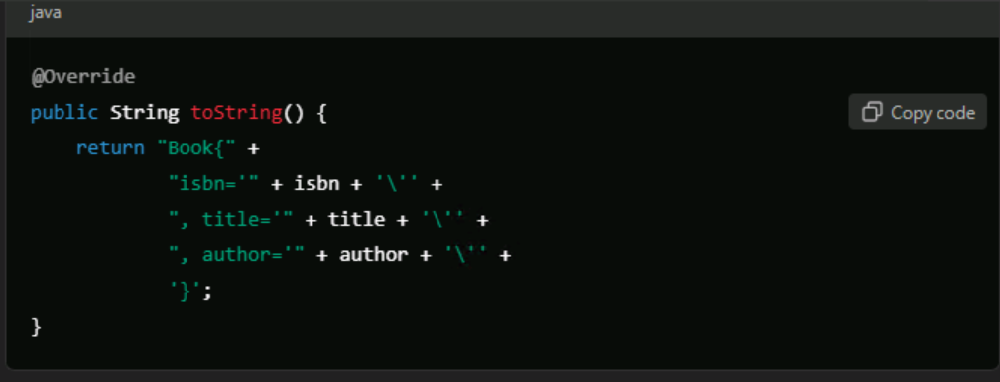 java
@Override
public String toString() {
Copy code
    return "Book{" +
            "isbn='" + isbn + '\'' +
            ", title='" + title + '\'' +
            ", author='" + author + '\'' +
            '}';
}